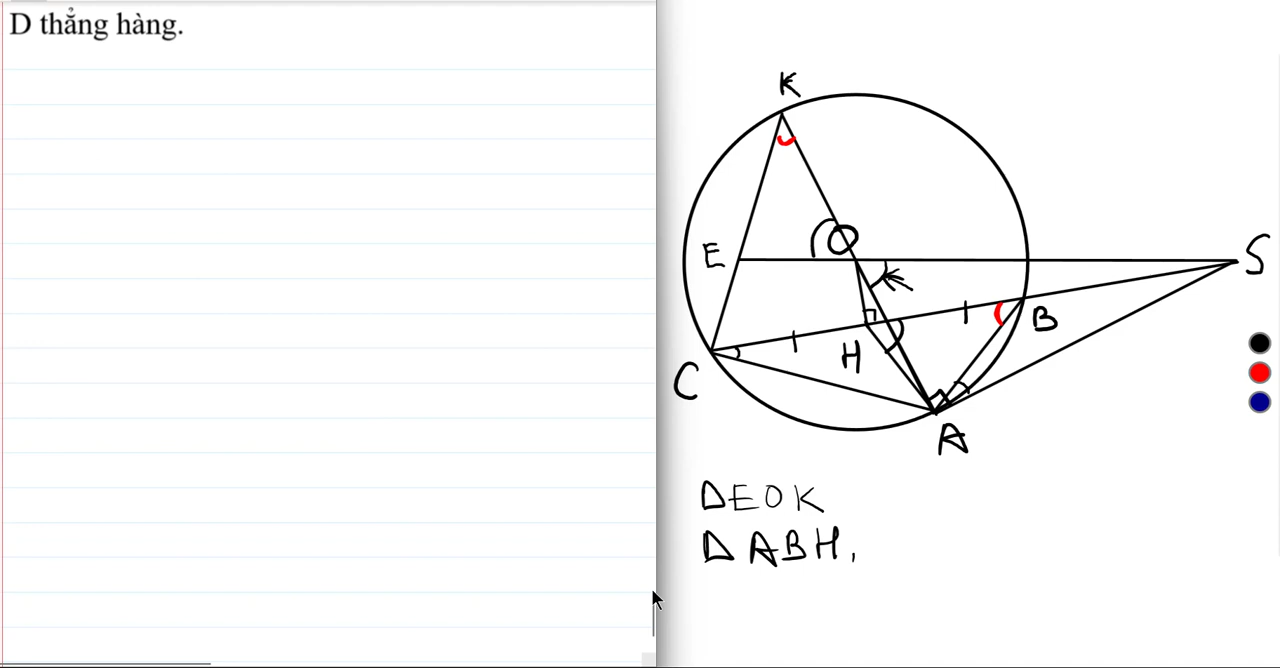 D thẳng hàng.
K
O
E
S
B
H
C
A
ΔEOK
ΔABH,